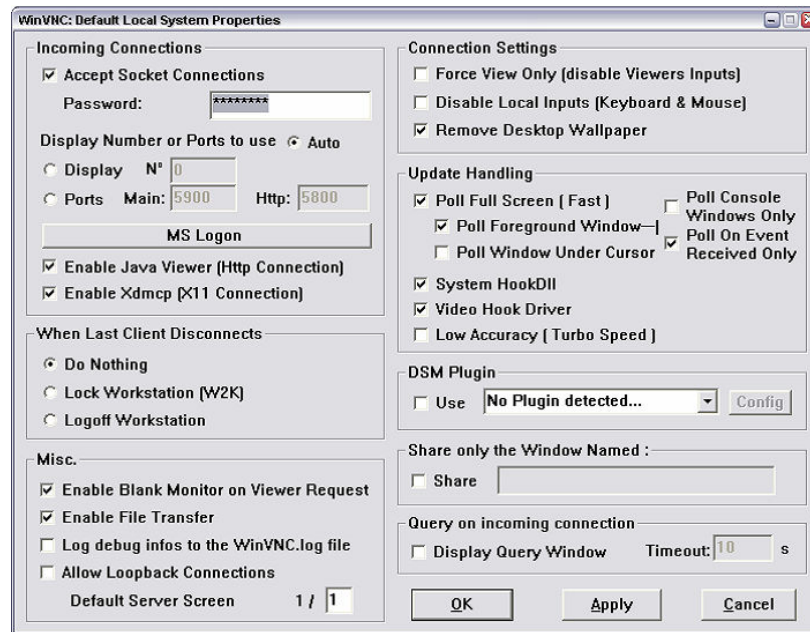 WinVNC: Default Local System Properties
Incoming Connections
Accept Socket Connections
Password: ********
Display Number or Ports to use Auto
Display N° 0
Ports Main: 5900 Http: 5800
MS Logon
Enable Java Viewer (Http Connection)
Enable Xdmcp (X11 Connection)
When Last Client Disconnects
Do Nothing
Lock Workstation (W2K)
Logoff Workstation
Misc.
Enable Blank Monitor on Viewer Request
Enable File Transfer
Log debug infos to the WinVNC.log file
Allow Loopback Connections
Default Server Screen 1 / 1
Connection Settings
Force View Only (disable Viewers Inputs)
Disable Local Inputs (Keyboard & Mouse)
Remove Desktop Wallpaper
Update Handling
Poll Full Screen ( Fast )
Poll Foreground Window
Poll Window Under Cursor
Poll Console
Windows Only
Poll On Event
Received Only
System HookDll
Video Hook Driver
Low Accuracy ( Turbo Speed )
DSM Plugin
Use No Plugin detected... Config
Share only the Window Named :
Share
Query on incoming connection
Display Query Window Timeout: 10 s
OK Apply Cancel